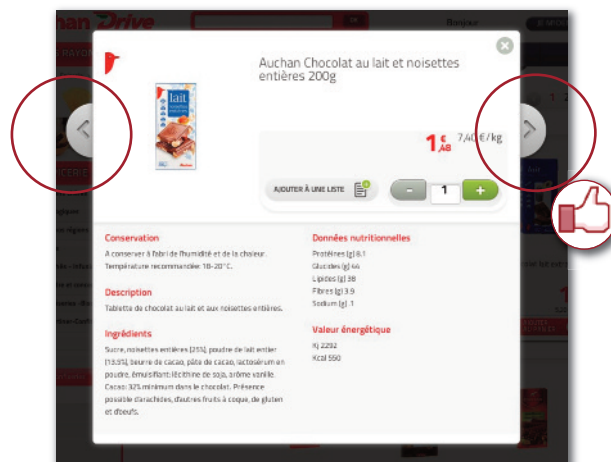 han Drive
OK
Bonjour
Auchan Chocolat au lait et noisettes
entières 200g
lait
noisettes
entières
1€,48 7,40 €/kg
AJOUTER À UNE LISTE
- 1 +
Conservation
A conserver à l'abri de l'humidité et de la chaleur.
Température recommandée: 18-20°C.
Description
Tablette de chocolat au lait et aux noisettes entières.
Ingrédients
Sucre, noisettes entières (25%), poudre de lait entier
(13.5%), beurre de cacao, pâte de cacao, lactosérum en
poudre, émulsifiant: lécithine de soja, arôme vanille.
Cacao: 32% minimum dans le chocolat. Présence
possible d'arachides, d'autres fruits à coque, de gluten
et d'oeufs.
Données nutritionnelles
Protéines (g) 8.1
Glucides (g) 44
Lipides (g) 38
Fibres (g) 3.9
Sodium (g) .1
Valeur énergétique
Kj 2292
Kcal 550